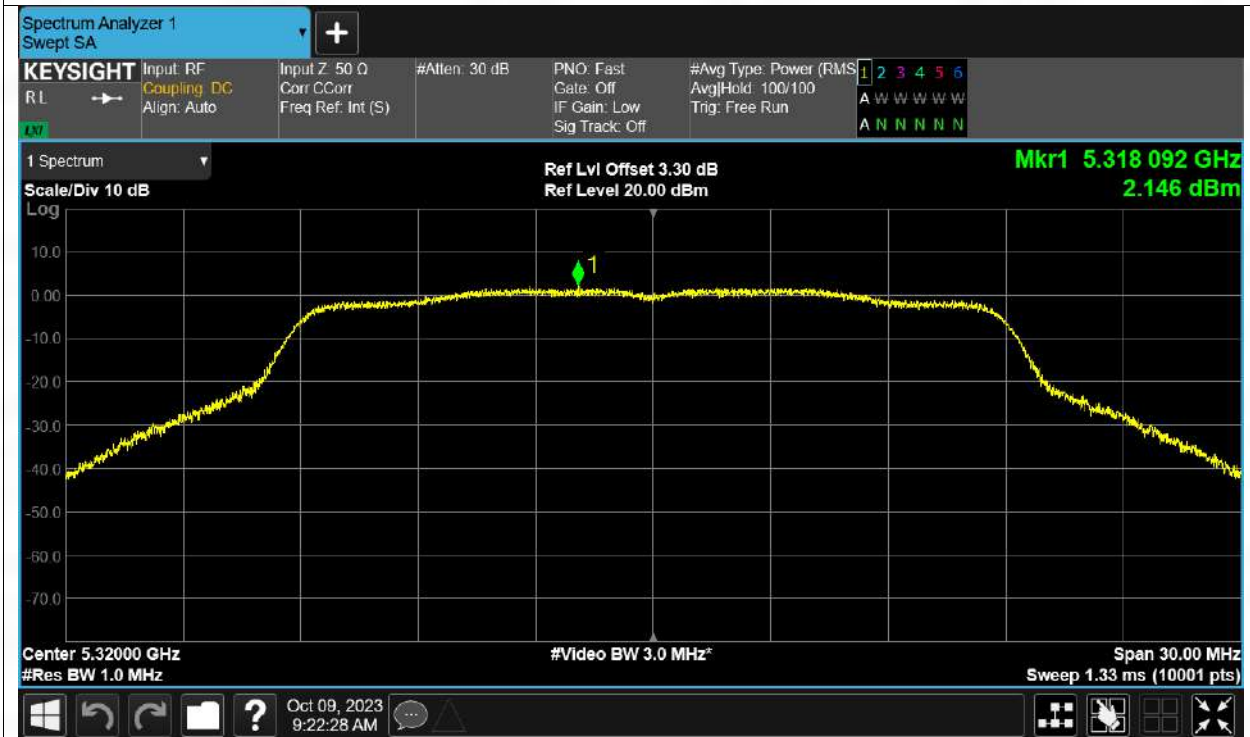 Spectrum Analyzer 1
Swept SA
+
KEYSIGHT
RL
LXI
Input: RF
Coupling: DC
Align: Auto
Input Z: 50 Ω
Corr CCorr
Freq Ref: Int (S)
#Atten: 30 dB
PNO: Fast
Gate: Off
IF Gain: Low
Sig Track: Off
#Avg Type: Power (RMS
Avg|Hold: 100/100
Trig: Free Run
1 2 3 4 5 6
A W W W W W
A N N N N N
1 Spectrum
Scale/Div 10 dB
Ref Lvl Offset 3.30 dB
Ref Level 20.00 dBm
Mkr1 5.318 092 GHz
2.146 dBm
Log
10.0
0.00
-10.0
-20.0
-30.0
-40.0
-50.0
-60.0
-70.0
1
Center 5.32000 GHz
#Res BW 1.0 MHz
#Video BW 3.0 MHz*
Span 30.00 MHz
Sweep 1.33 ms (10001 pts)
?
Oct 09, 2023
9:22:28 AM